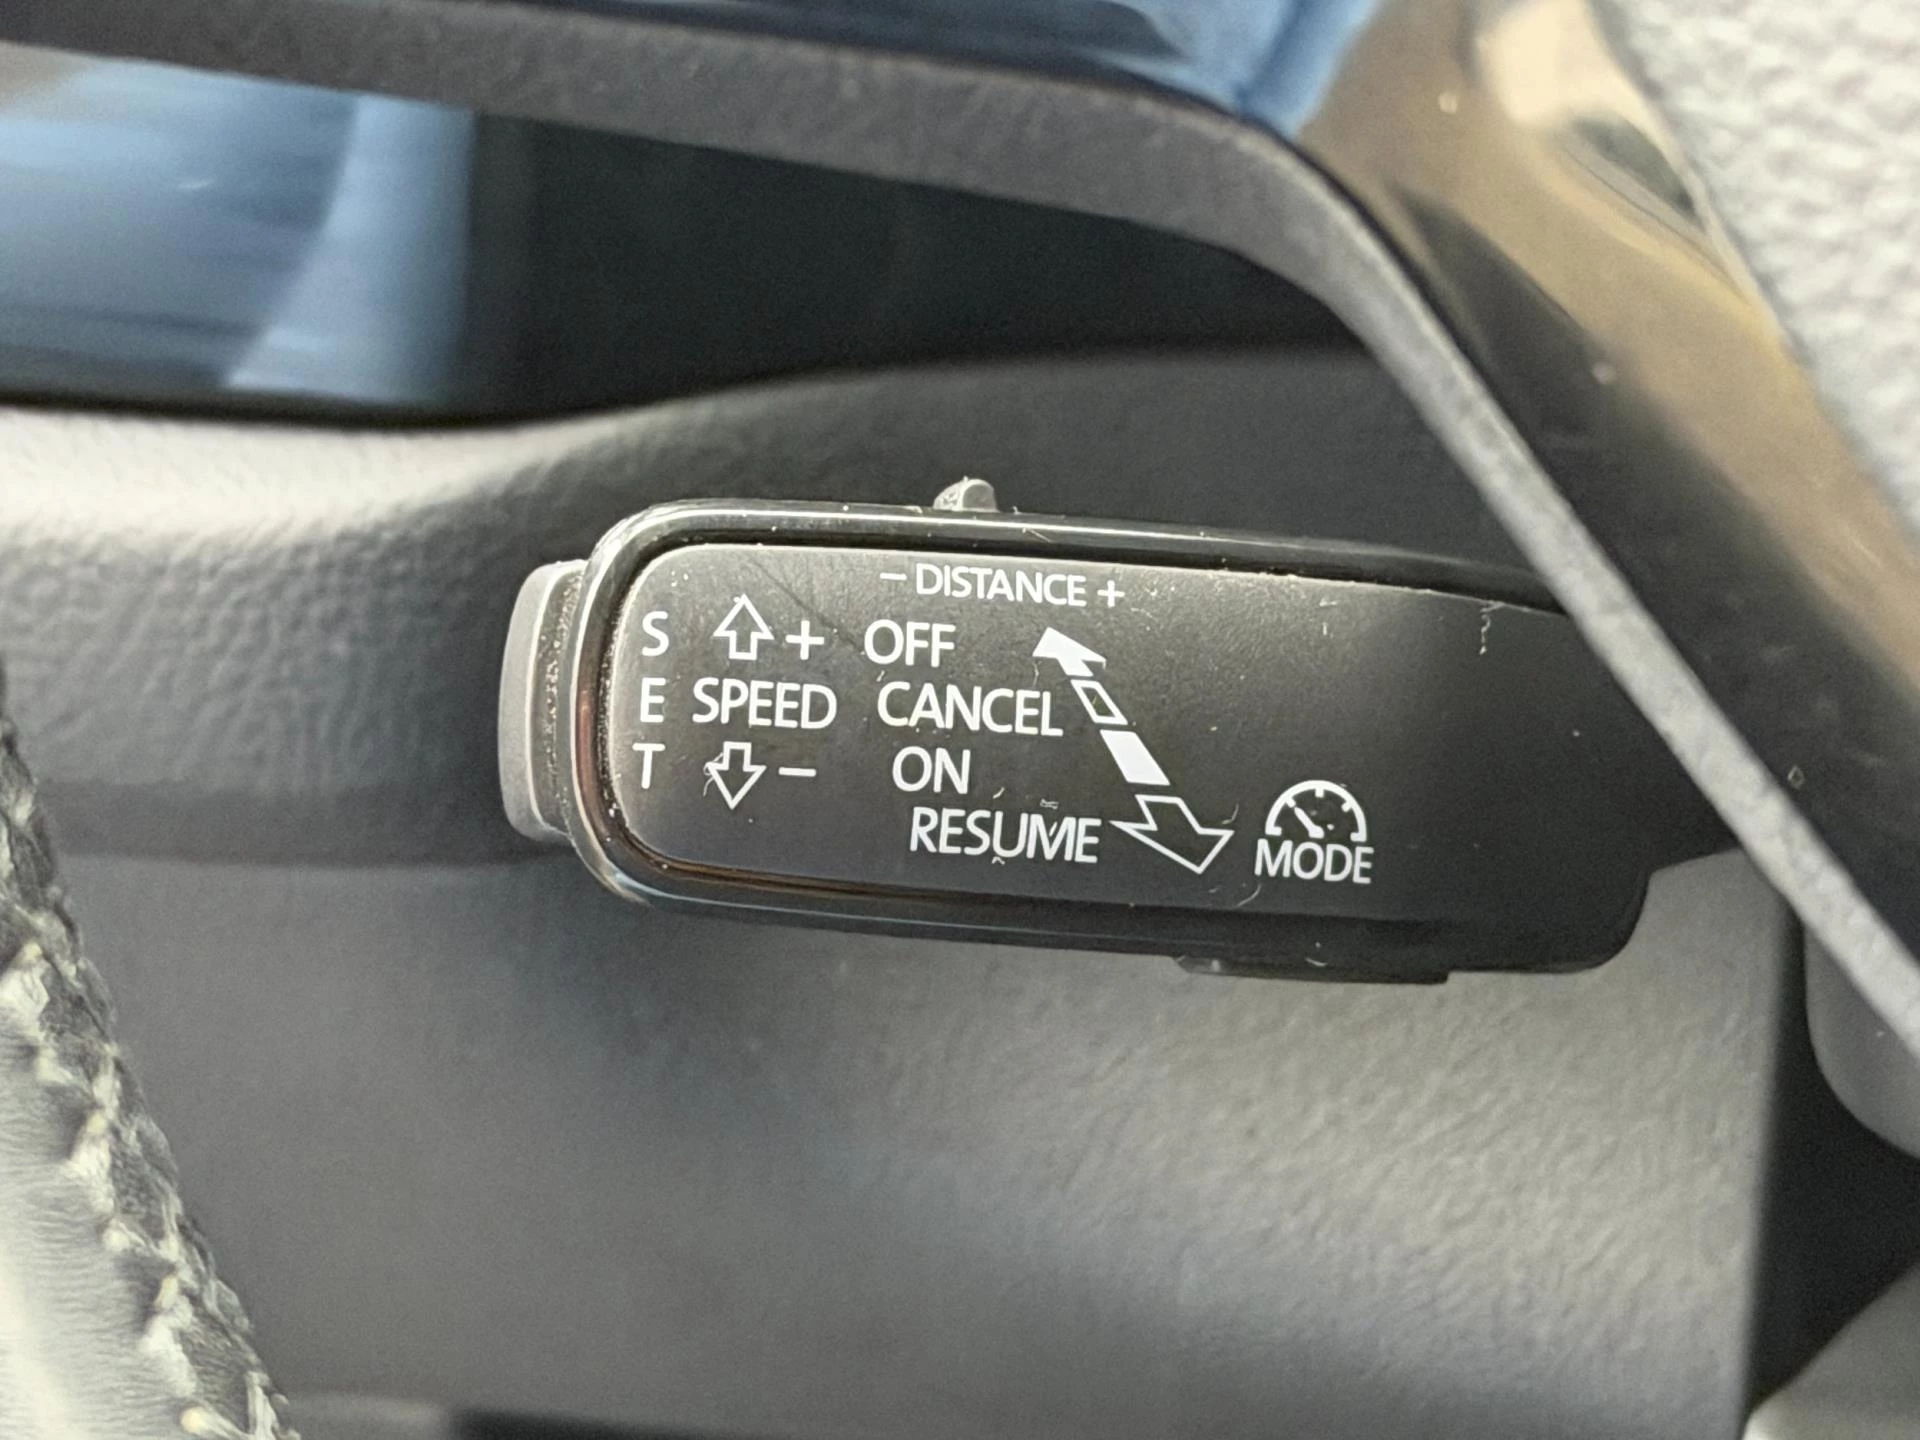 − DISTANCE +
S + OFF
E SPEED CANCEL
T − ON
RESUME
MODE